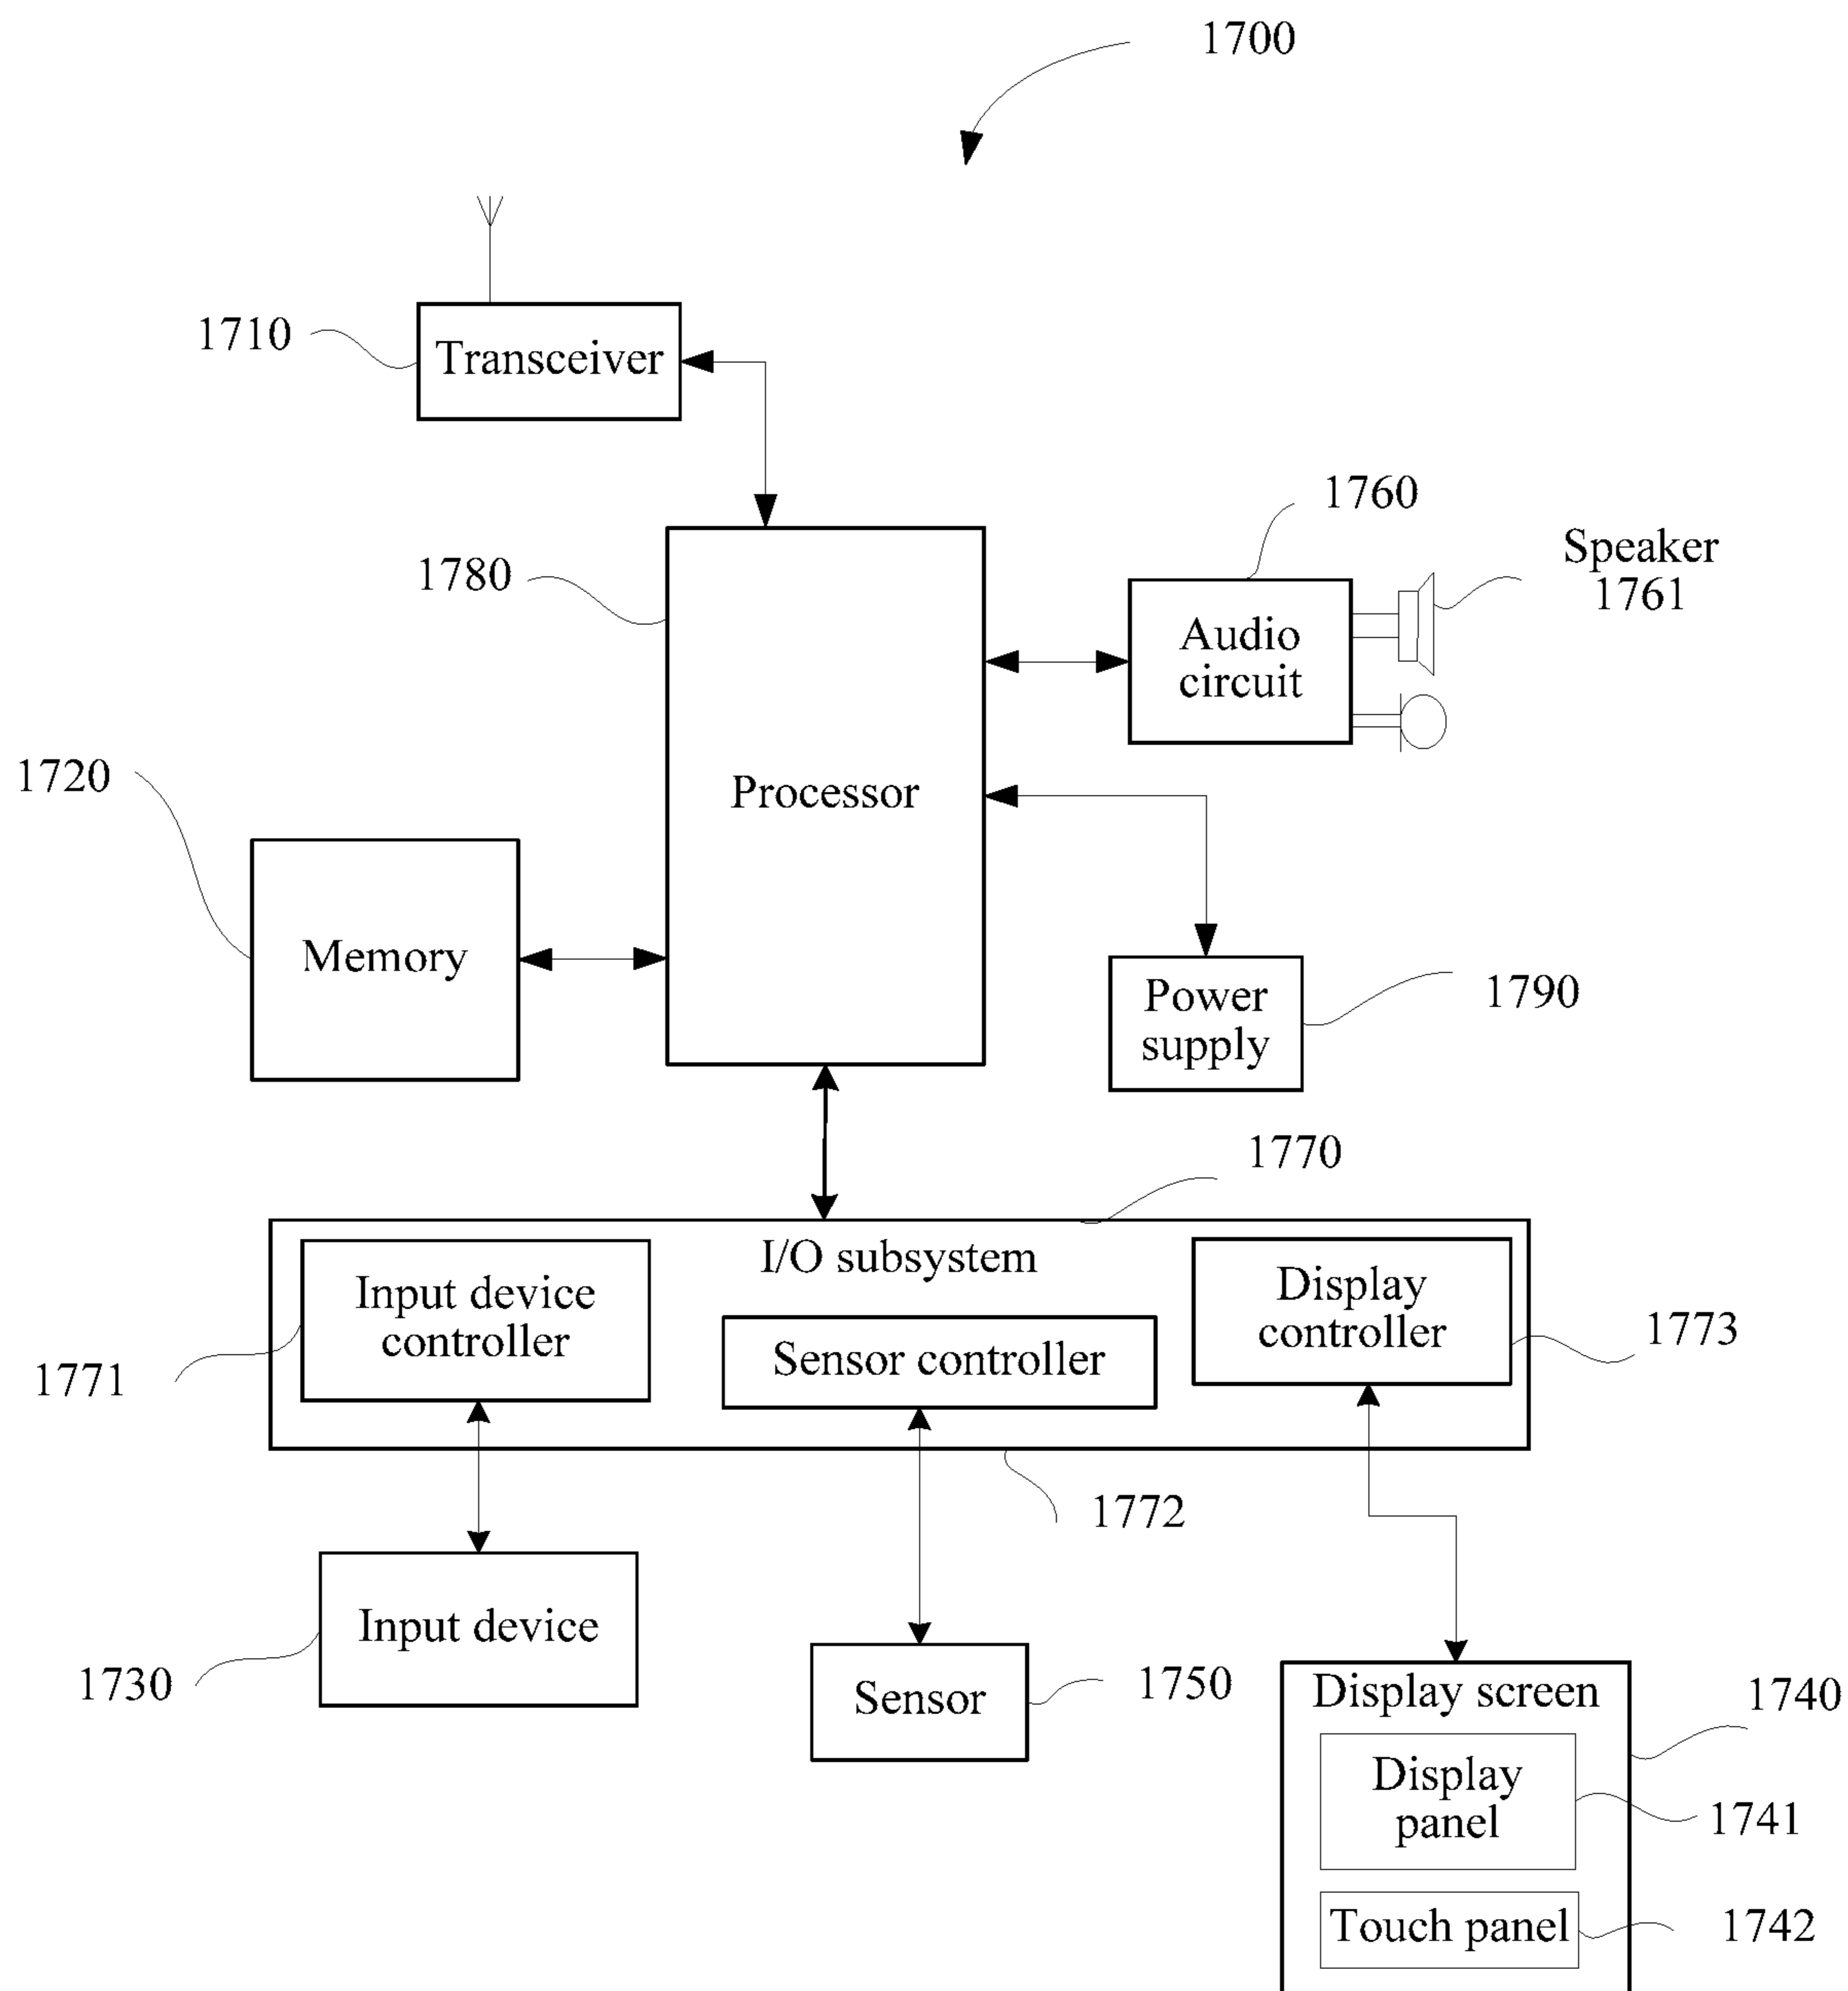 1700
1710
Transceiver
1760
Speaker
1761
1780
Audio
circuit
1720
Processor
Memory
Power
supply
1790
1770
I/O subsystem
Input device
controller
Display
controller
1773
Sensor controller
1771
1772
Input device
1730
Sensor
1750
Display screen
1740
Display
panel
1741
Touch panel
1742